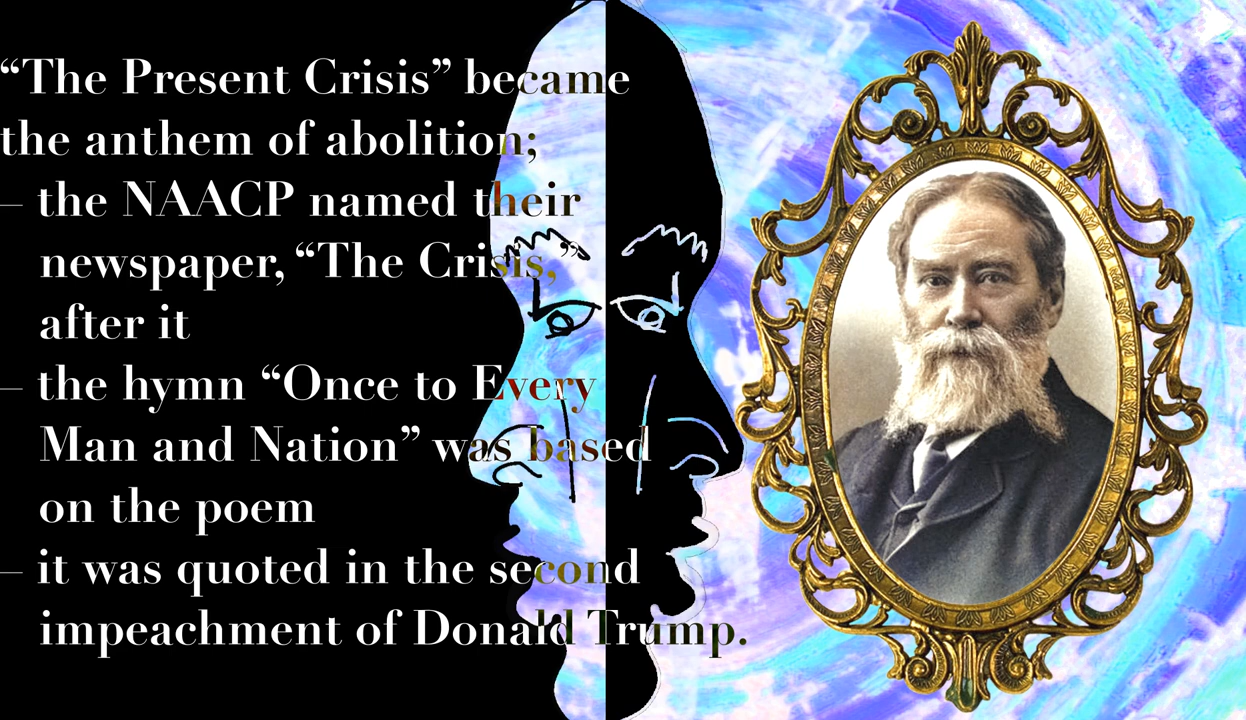 “The Present Crisis” became
the anthem of abolition;
– the NAACP named their
newspaper, “The Crisis,”
after it
– the hymn “Once to Every
Man and Nation” was based
on the poem
– it was quoted in the second
impeachment of Donald Trump.